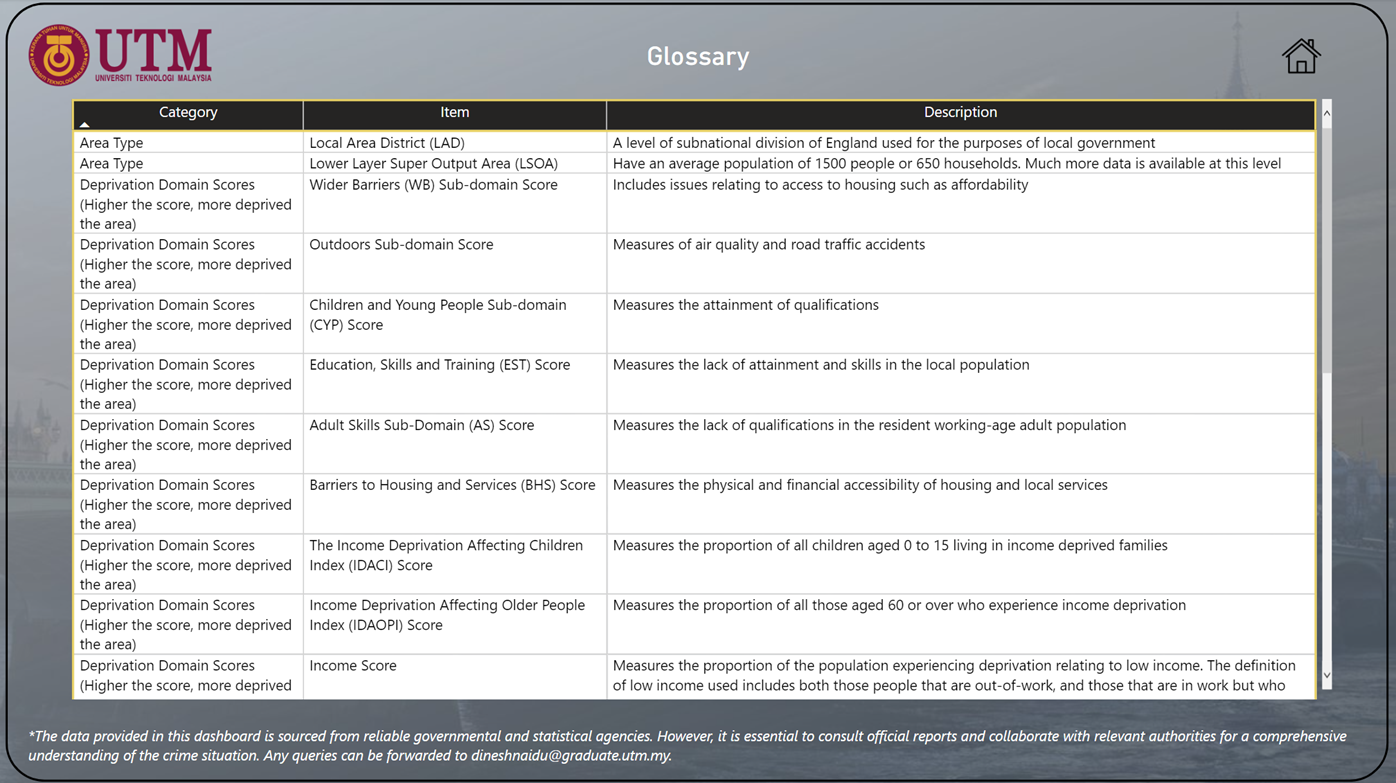 UTM
UNIVERSITI TEKNOLOGI MALAYSIA
Glossary
Category Item Description
Area Type Local Area District (LAD) A level of subnational division of England used for the purposes of local government
Area Type Lower Layer Super Output Area (LSOA) Have an average population of 1500 people or 650 households. Much more data is available at this level
Deprivation Domain Scores Wider Barriers (WB) Sub-domain Score Includes issues relating to access to housing such as affordability
(Higher the score, more deprived
the area)
Deprivation Domain Scores Outdoors Sub-domain Score Measures of air quality and road traffic accidents
(Higher the score, more deprived
the area)
Deprivation Domain Scores Children and Young People Sub-domain Measures the attainment of qualifications
(Higher the score, more deprived (CYP) Score
the area)
Deprivation Domain Scores Education, Skills and Training (EST) Score Measures the lack of attainment and skills in the local population
(Higher the score, more deprived
the area)
Deprivation Domain Scores Adult Skills Sub-Domain (AS) Score Measures the lack of qualifications in the resident working-age adult population
(Higher the score, more deprived
the area)
Deprivation Domain Scores Barriers to Housing and Services (BHS) Score Measures the physical and financial accessibility of housing and local services
(Higher the score, more deprived
the area)
Deprivation Domain Scores The Income Deprivation Affecting Children Measures the proportion of all children aged 0 to 15 living in income deprived families
(Higher the score, more deprived Index (IDACI) Score
the area)
Deprivation Domain Scores Income Deprivation Affecting Older People Measures the proportion of all those aged 60 or over who experience income deprivation
(Higher the score, more deprived Index (IDAOPI) Score
the area)
Deprivation Domain Scores Income Score Measures the proportion of the population experiencing deprivation relating to low income. The definition
(Higher the score, more deprived of low income used includes both those people that are out-of-work, and those that are in work but who
*The data provided in this dashboard is sourced from reliable governmental and statistical agencies. However, it is essential to consult official reports and collaborate with relevant authorities for a comprehensive
understanding of the crime situation. Any queries can be forwarded to dineshnaidu@graduate.utm.my.